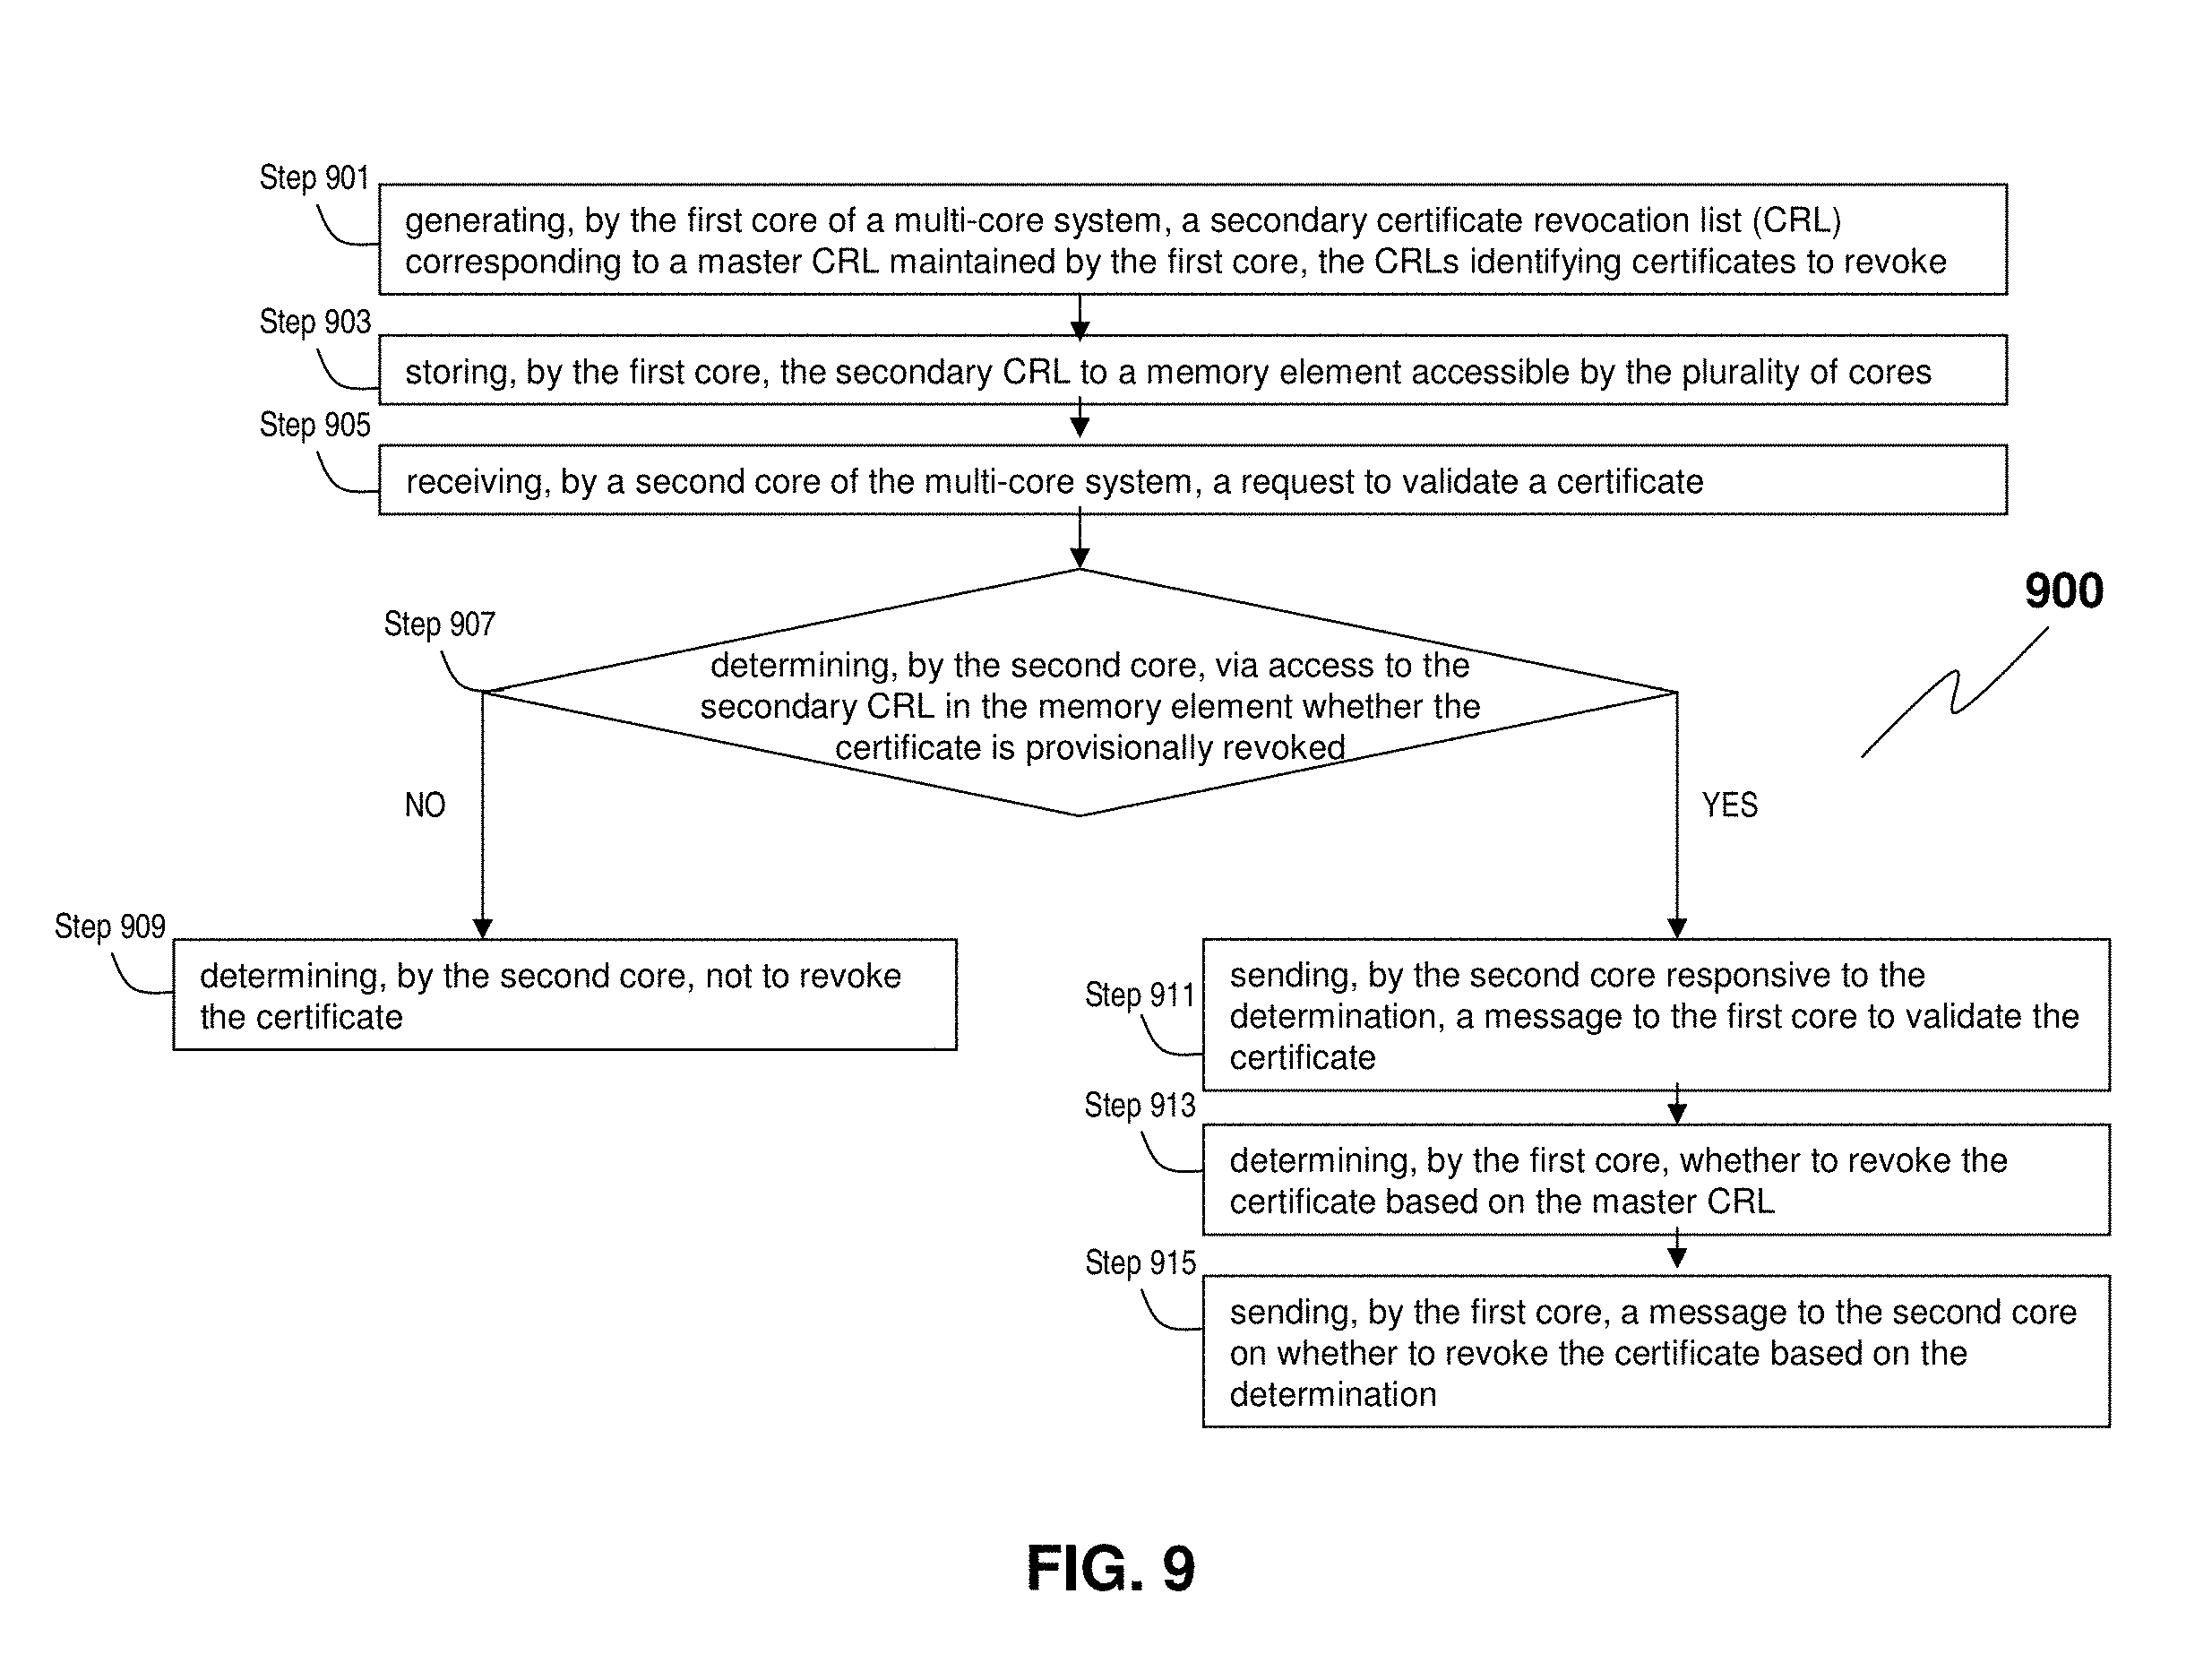 Step 901
generating, by the first core of a multi-core system, a secondary certificate revocation list (CRL)
corresponding to a master CRL maintained by the first core, the CRLs identifying certificates to revoke
Step 903
storing, by the first core, the secondary CRL to a memory element accessible by the plurality of cores
Step 905
receiving, by a second core of the multi-core system, a request to validate a certificate
900
Step 907
determining, by the second core, via access to the
secondary CRL in the memory element whether the
certificate is provisionally revoked
NO
YES
Step 909
determining, by the second core, not to revoke
the certificate
Step 911
sending, by the second core responsive to the
determination, a message to the first core to validate the
certificate
Step 913
determining, by the first core, whether to revoke the
certificate based on the master CRL
Step 915
sending, by the first core, a message to the second core
on whether to revoke the certificate based on the
determination
FIG. 9